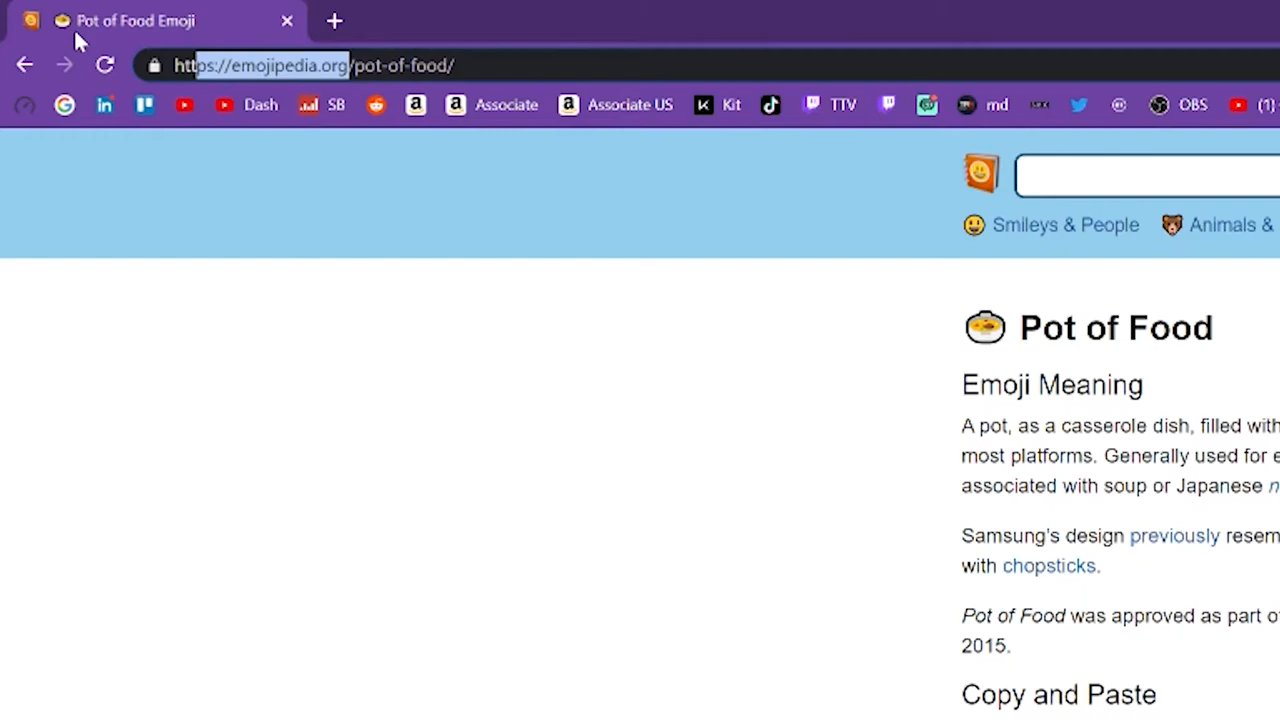 🍲 Pot of Food Emoji
https://emojipedia.org/pot-of-food/
Dash SB Associate Associate US Kit TTV md OBS (1)
Smileys & People Animals &
Pot of Food
Emoji Meaning
A pot, as a casserole dish, filled with
most platforms. Generally used for e
associated with soup or Japanese n
Samsung's design previously resem
with chopsticks.
Pot of Food was approved as part o
2015.
Copy and Paste